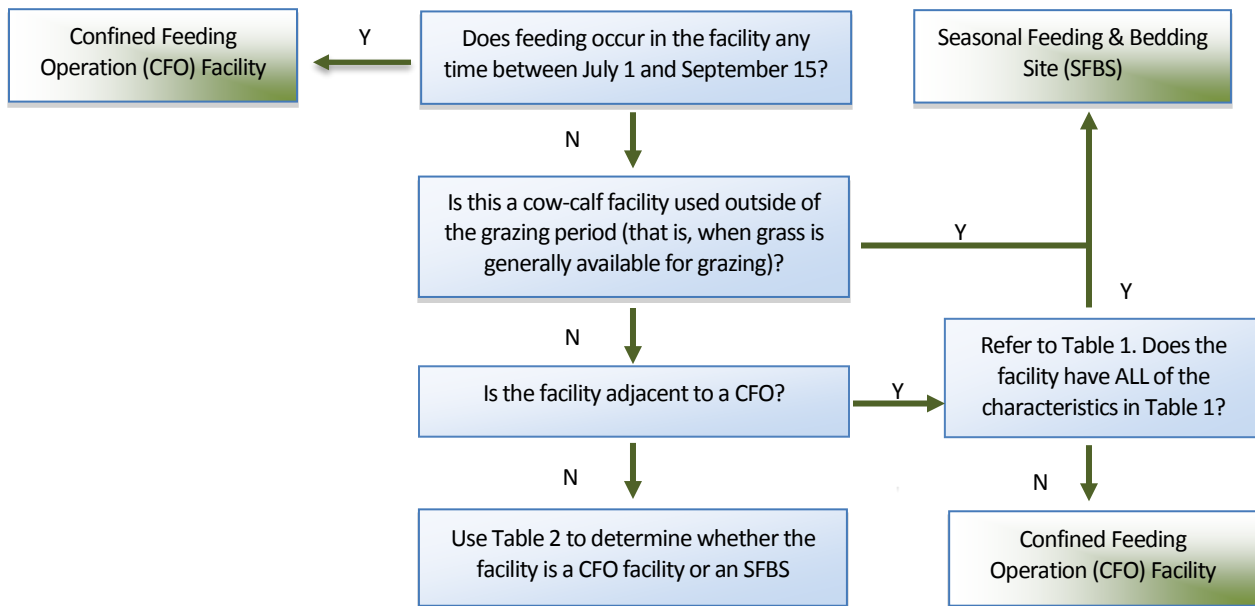 Confined Feeding
Operation (CFO) Facility
Y
Does feeding occur in the facility any
time between July 1 and September 15?
Seasonal Feeding & Bedding
Site (SFBS)
N
Is this a cow-calf facility used outside of
the grazing period (that is, when grass is
generally available for grazing)?
Y
Y
N
Is the facility adjacent to a CFO?
Y
Refer to Table 1. Does the
facility have ALL of the
characteristics in Table 1?
N
N
Use Table 2 to determine whether the
facility is a CFO facility or an SFBS
Confined Feeding
Operation (CFO) Facility